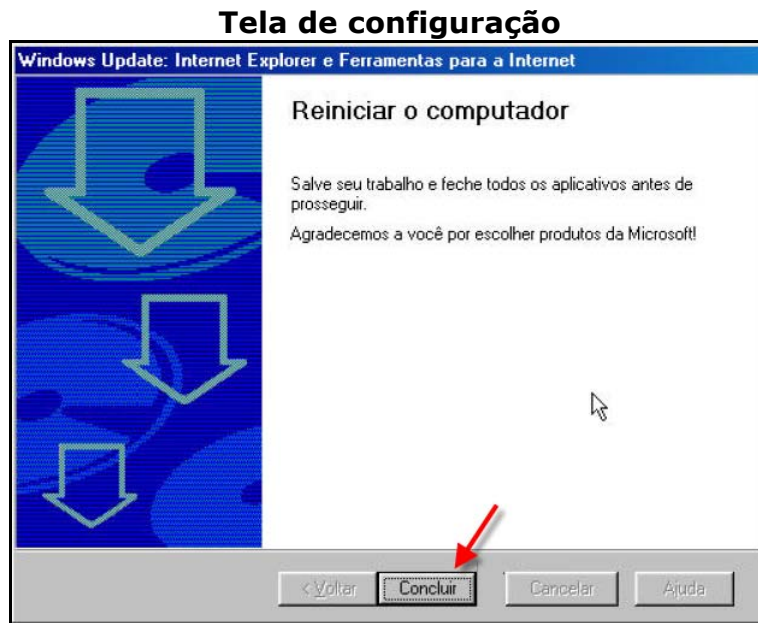 Tela de configuração
Windows Update: Internet Explorer e Ferramentas para a Internet
Reiniciar o computador
Salve seu trabalho e feche todos os aplicativos antes de
prosseguir.
Agradecemos a você por escolher produtos da Microsoft!
< Voltar Concluir Cancelar Ajuda